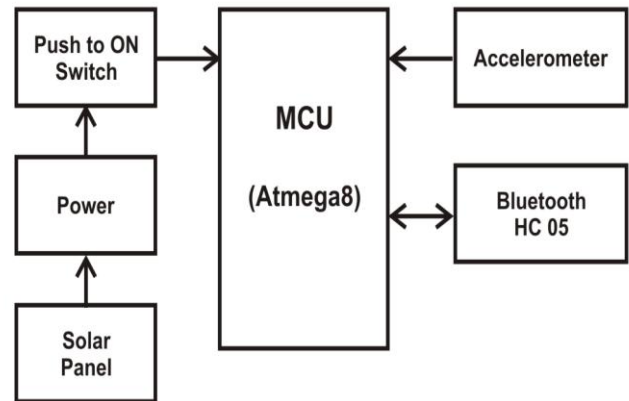 Push to ON
Switch
Power
Solar
Panel
MCU
(Atmega8)
Accelerometer
Bluetooth
HC 05